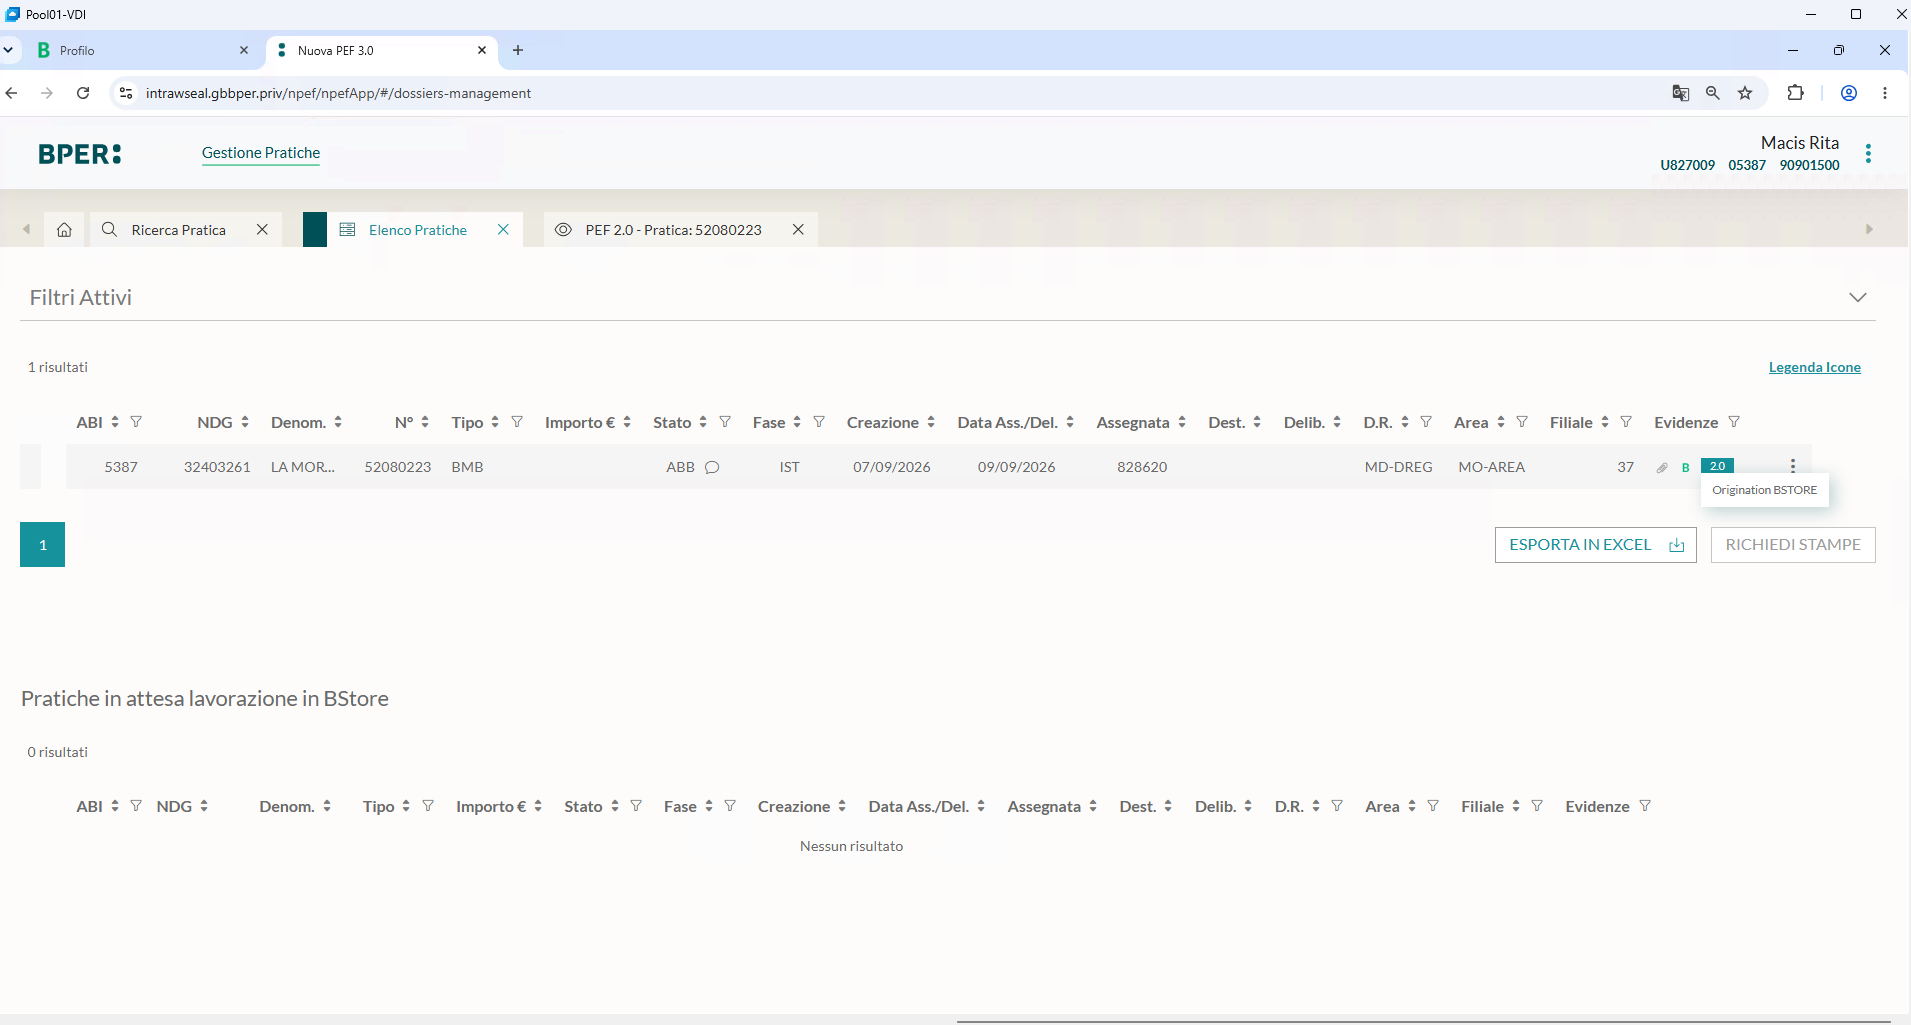 Pool01-VDI
Profilo
Nuova PEF 3.0
intrawseal.gbbper.priv/npef/npefApp/#/dossiers-management
BPER:
Gestione Pratiche
Macis Rita
U827009 05387 90901500
Ricerca Pratica
Elenco Pratiche
PEF 2.0 - Pratica: 52080223
Filtri Attivi
1 risultati
Legenda Icone
ABI NDG Denom. N° Tipo Importo € Stato Fase Creazione Data Ass./Del. Assegnata Dest. Delib. D.R. Area Filiale Evidenze
5387 32403261 LA MOR... 52080223 BMB ABB IST 07/09/2026 09/09/2026 828620 MD-DREG MO-AREA 37 B 2.0
Origination BSTORE
1
ESPORTA IN EXCEL
RICHIEDI STAMPE
Pratiche in attesa lavorazione in BStore
0 risultati
ABI NDG Denom. Tipo Importo € Stato Fase Creazione Data Ass./Del. Assegnata Dest. Delib. D.R. Area Filiale Evidenze
Nessun risultato